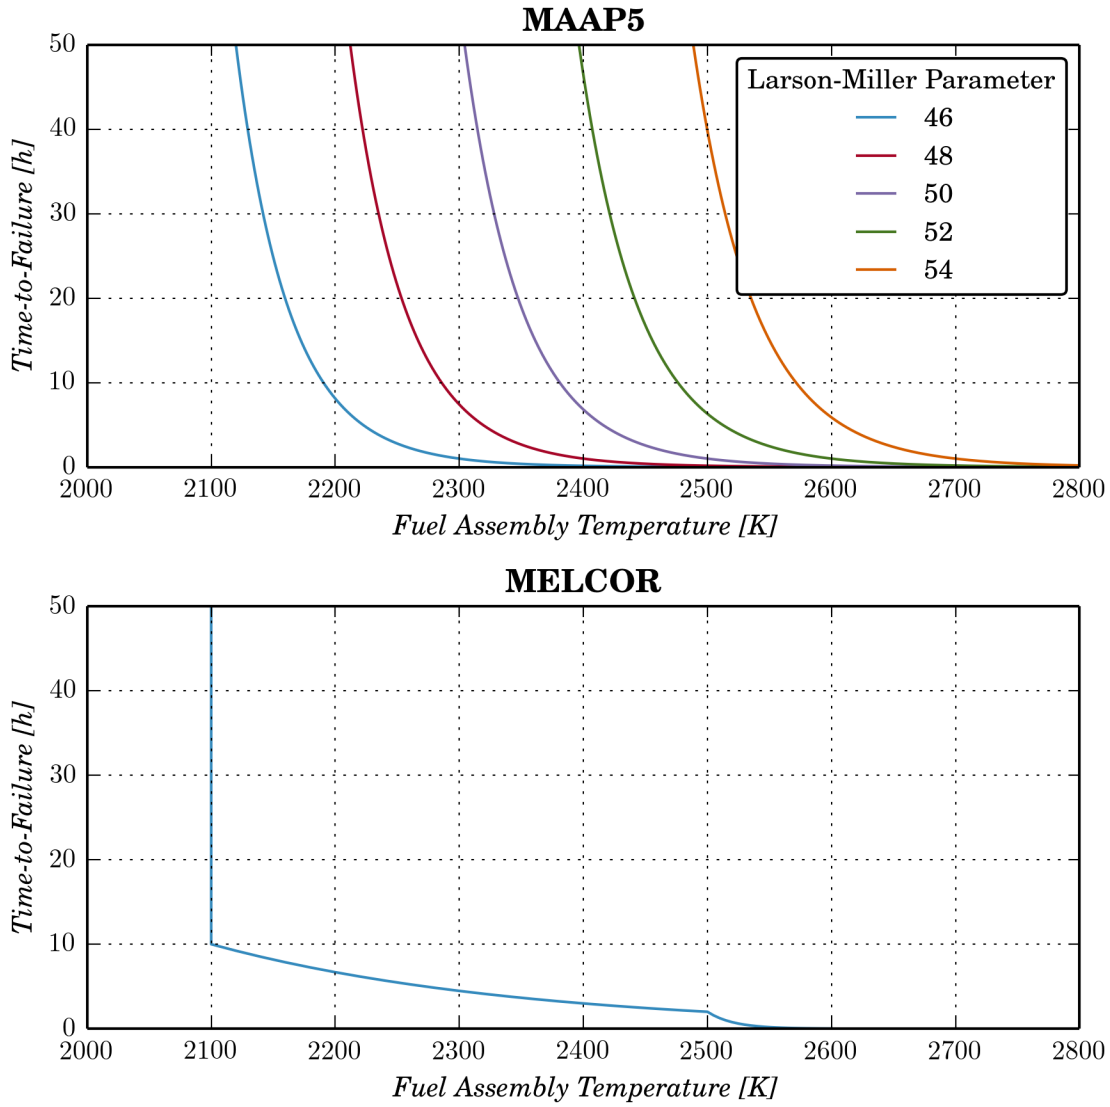 MAAP5
50
40
30
20
10
0
Time-to-Failure [h]
Larson-Miller Parameter
46
48
50
52
54
2000 2100 2200 2300 2400 2500 2600 2700 2800
Fuel Assembly Temperature [K]
MELCOR
50
40
30
20
10
0
Time-to-Failure [h]
2000 2100 2200 2300 2400 2500 2600 2700 2800
Fuel Assembly Temperature [K]